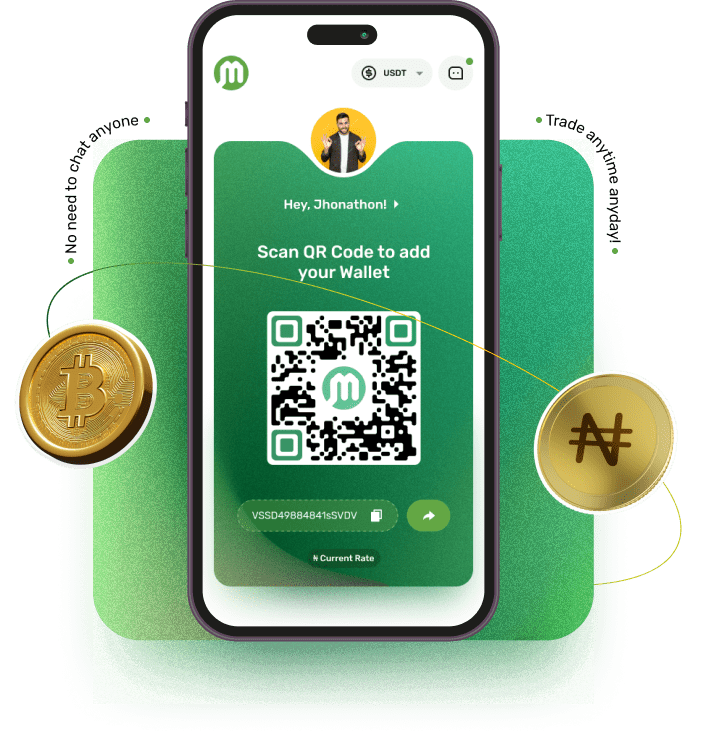 USDT
No need to chat anyone
Trade anytime anyday!
Hey, Jhonathon!
Scan QR Code to add
your Wallet
VSSD49884841sSVDV
₦ Current Rate